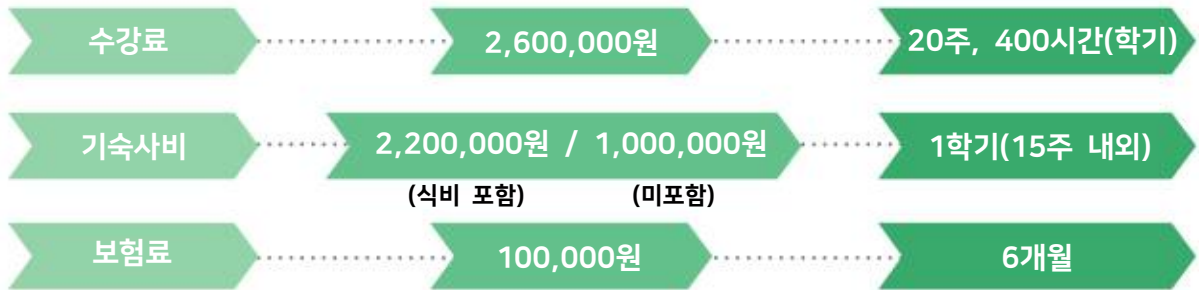 수강료 2,600,000원 20주, 400시간(학기)
기숙사비 2,200,000원 / 1,000,000원 1학기(15주 내외)
(식비 포함) (미포함)
보험료 100,000원 6개월